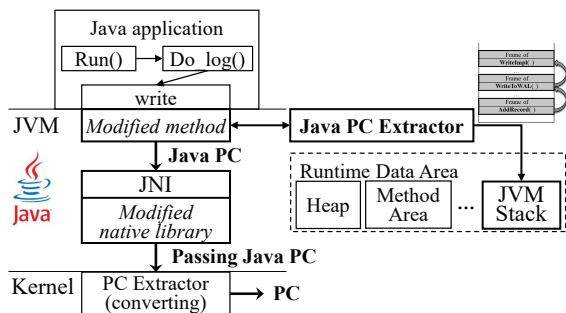 Java application
Run()
Do_log()
write
Frame of
WriteImpl( )
Frame of
WriteToWAL( )
Frame of
AddRecord( )
JVM
Modified method
Java PC Extractor
Java PC
Runtime Data Area
Heap
Method
Area
...
JVM
Stack
Java
JNI
Modified
native library
Passing Java PC
Kernel
PC Extractor
(converting)
PC